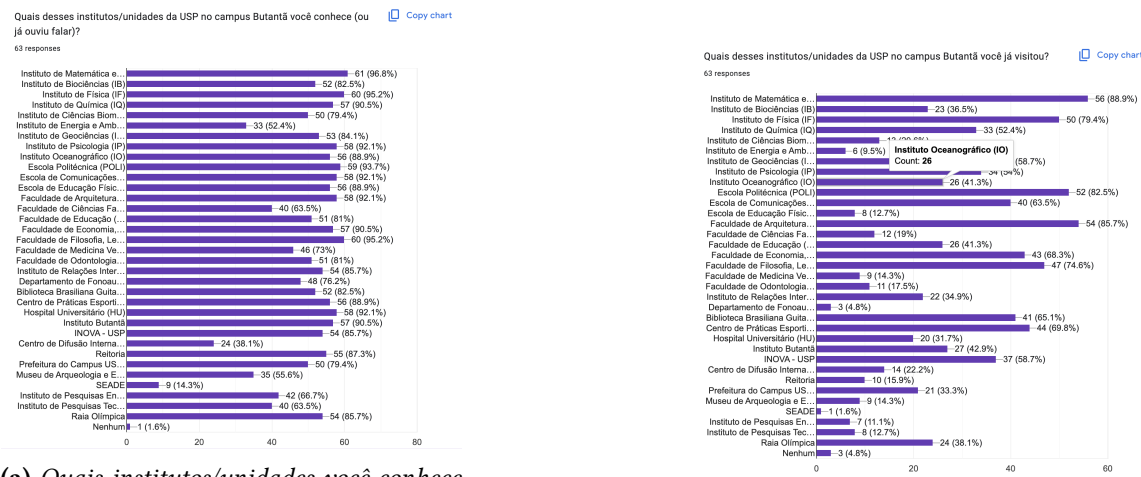 Quais desses institutos/unidades da USP no campus Butantã você conhece (ou
já ouviu falar)?
Copy chart
63 responses
Instituto de Matemática e… 61 (96.8%)
Instituto de Biociências (IB) 52 (82.5%)
Instituto de Física (IF) 60 (95.2%)
Instituto de Química (IQ) 57 (90.5%)
Instituto de Ciências Biom… 50 (79.4%)
Instituto de Energia e Amb… 33 (52.4%)
Instituto de Geociências (I… 53 (84.1%)
Instituto de Psicologia (IP) 58 (92.1%)
Instituto Oceanográfico (IO) 56 (88.9%)
Escola Politécnica (POLI) 59 (93.7%)
Escola de Comunicações… 58 (92.1%)
Escola de Educação Físic… 56 (88.9%)
Faculdade de Arquitetura… 58 (92.1%)
Faculdade de Ciências Fa… 40 (63.5%)
Faculdade de Educação (… 51 (81%)
Faculdade de Economia,… 57 (90.5%)
Faculdade de Filosofia, Le… 60 (95.2%)
Faculdade de Medicina Ve… 46 (73%)
Faculdade de Odontologia… 51 (81%)
Instituto de Relações Inter… 54 (85.7%)
Departamento de Fonoau… 48 (76.2%)
Biblioteca Brasiliana Guita… 52 (82.5%)
Centro de Práticas Esporti… 56 (88.9%)
Hospital Universitário (HU) 58 (92.1%)
Instituto Butantã 57 (90.5%)
INOVA - USP 54 (85.7%)
Centro de Difusão Interna… 24 (38.1%)
Reitoria 55 (87.3%)
Prefeitura do Campus US… 50 (79.4%)
Museu de Arqueologia e E… 35 (55.6%)
SEADE 9 (14.3%)
Instituto de Pesquisas En… 42 (66.7%)
Instituto de Pesquisas Tec… 40 (63.5%)
Raia Olímpica 54 (85.7%)
Nenhum 1 (1.6%)
0 20 40 60 80
Quais institutos/unidades você conhece
Quais desses institutos/unidades da USP no campus Butantã você já visitou?
Copy chart
63 responses
Instituto de Matemática e… 56 (88.9%)
Instituto de Biociências (IB) 23 (36.5%)
Instituto de Física (IF) 50 (79.4%)
Instituto de Química (IQ) 33 (52.4%)
Instituto de Ciências Biom…
Instituto de Energia e Amb… 6 (9.5%)
Instituto de Geociências (I… (58.7%)
Instituto de Psicologia (IP) 34 (54%)
Instituto Oceanográfico (IO) 26 (41.3%)
Instituto Oceanográfico (IO)
Count: 26
Escola Politécnica (POLI) 52 (82.5%)
Escola de Comunicações… 40 (63.5%)
Escola de Educação Físic… 8 (12.7%)
Faculdade de Arquitetura… 54 (85.7%)
Faculdade de Ciências Fa… 12 (19%)
Faculdade de Educação (… 26 (41.3%)
Faculdade de Economia,… 43 (68.3%)
Faculdade de Filosofia, Le… 47 (74.6%)
Faculdade de Medicina Ve… 9 (14.3%)
Faculdade de Odontologia… 11 (17.5%)
Instituto de Relações Inter… 22 (34.9%)
Departamento de Fonoau… 3 (4.8%)
Biblioteca Brasiliana Guita… 41 (65.1%)
Centro de Práticas Esporti… 44 (69.8%)
Hospital Universitário (HU) 20 (31.7%)
Instituto Butantã 27 (42.9%)
INOVA - USP 37 (58.7%)
Centro de Difusão Interna… 14 (22.2%)
Reitoria 10 (15.9%)
Prefeitura do Campus US… 21 (33.3%)
Museu de Arqueologia e E… 9 (14.3%)
SEADE 1 (1.6%)
Instituto de Pesquisas En… 7 (11.1%)
Instituto de Pesquisas Tec… 8 (12.7%)
Raia Olímpica 24 (38.1%)
Nenhum 3 (4.8%)
0 20 40 60